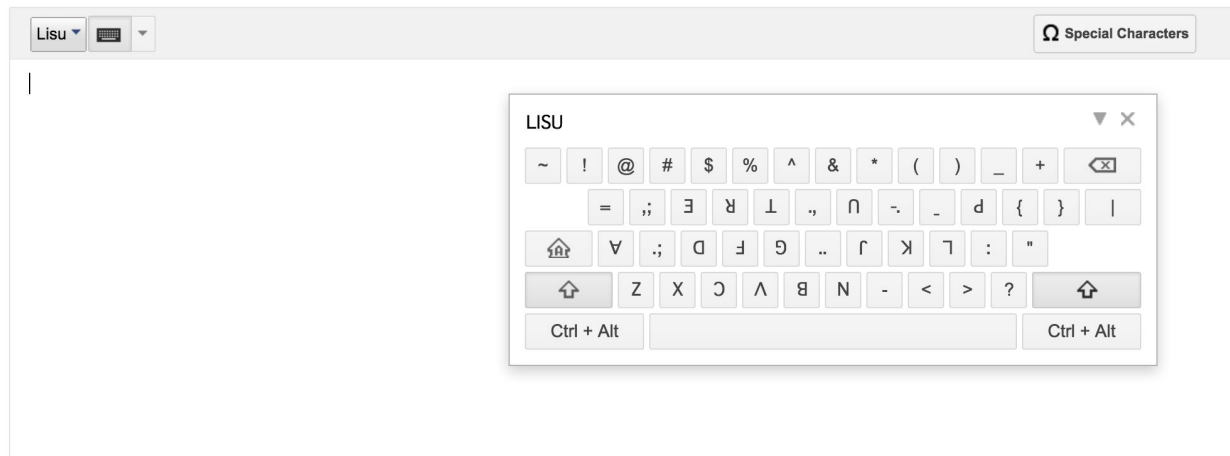 Lisu
Ω Special Characters
LISU
~ ! @ # $ % ^ & * ( ) _ +
= ,; ꓱ ꓤ ꓕ ꓻ ꓵ ꓾ ˍ ꓒ { } |
ꓯ .; ꓷ ꓞ ꓨ ꓺ ꓩ ꓘ ꓶ : "
ꓜ ꓫ ꓛ ꓥ ꓭ ꓠ - < > ?
Ctrl + Alt Ctrl + Alt